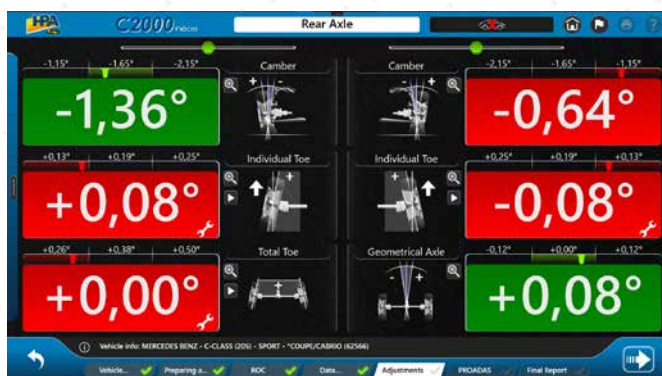 HPA C2000 Rear Axle ?
-1,15° -1,65° -2,15° Camber Camber -2,15° -1,65° -1,15°
-1,36° -0,64°
+0,13° +0,19° +0,25° Individual Toe Individual Toe +0,25° +0,19° +0,13°
+0,08° -0,08°
+0,26° +0,38° +0,50° Total Toe Geometrical Axle -0,12° +0,00° +0,12°
+0,00° +0,08°
Vehicle info: MERCEDES BENZ - C-CLASS (205) - SPORT - *COUPE/CABRIO (62566)
Vehicle... Preparing a... ROC Data... Adjustments PROADAS Final Report